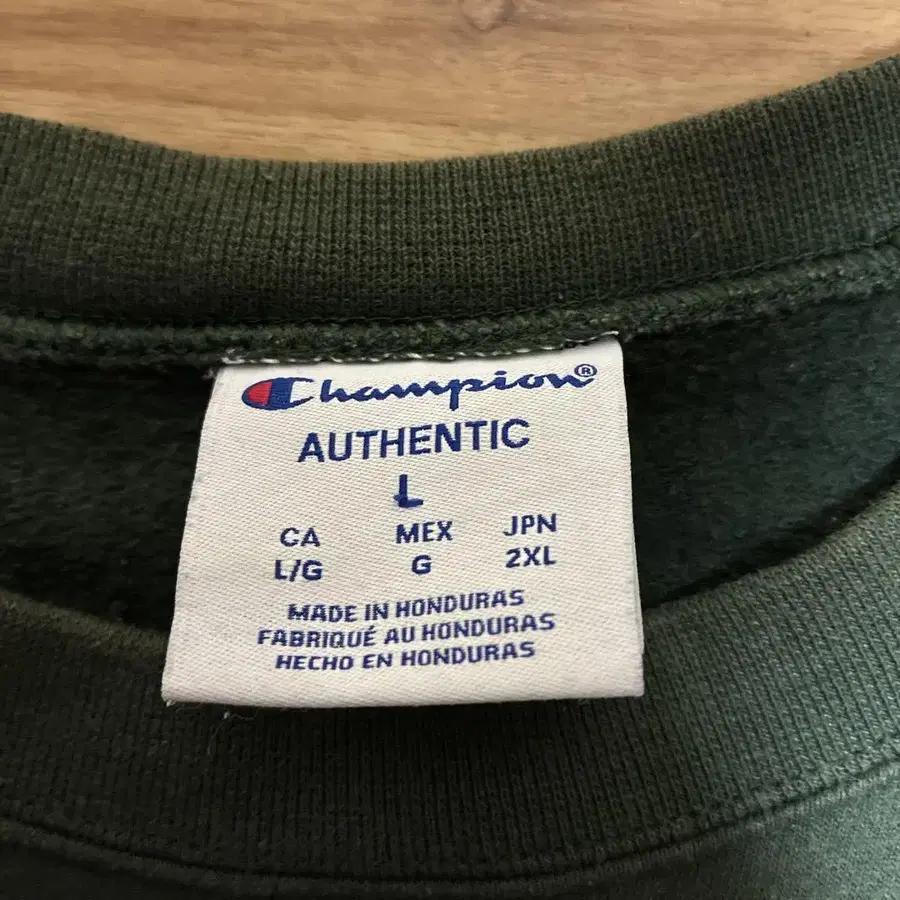 Champion®
AUTHENTIC
L
CA MEX JPN
L/G G 2XL
MADE IN HONDURAS
FABRIQUÉ AU HONDURAS
HECHO EN HONDURAS